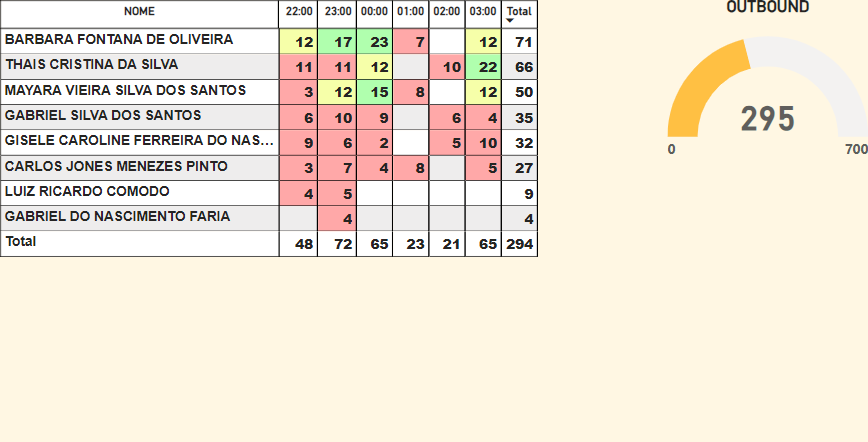 NOME 22:00 23:00 00:00 01:00 02:00 03:00 Total
BARBARA FONTANA DE OLIVEIRA 12 17 23 7 12 71
THAIS CRISTINA DA SILVA 11 11 12 10 22 66
MAYARA VIEIRA SILVA DOS SANTOS 3 12 15 8 12 50
GABRIEL SILVA DOS SANTOS 6 10 9 6 4 35
GISELE CAROLINE FERREIRA DO NAS... 9 6 2 5 10 32
CARLOS JONES MENEZES PINTO 3 7 4 8 5 27
LUIZ RICARDO COMODO 4 5 9
GABRIEL DO NASCIMENTO FARIA 4 4
Total 48 72 65 23 21 65 294
OUTBOUND
295
0 700